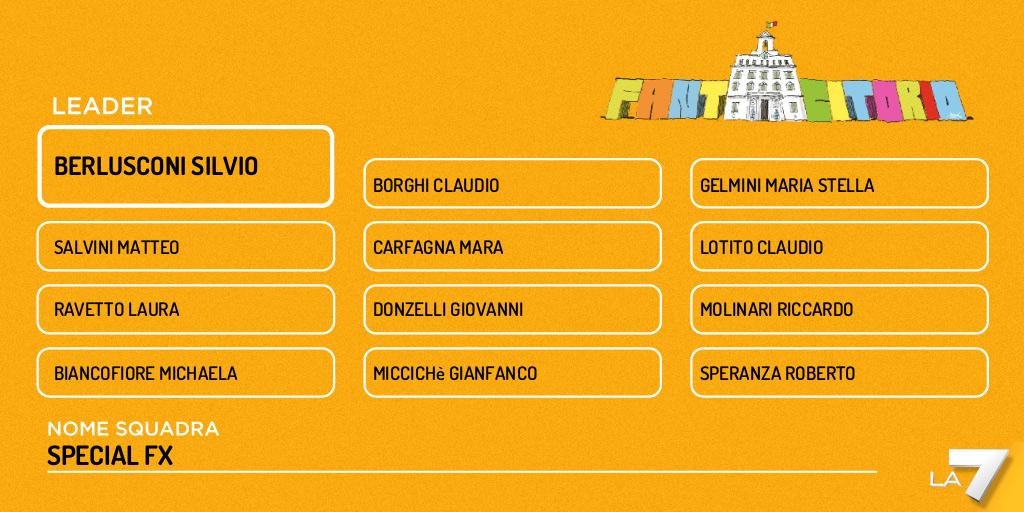 FANTACITORIO
LEADER
BERLUSCONI SILVIO
SALVINI MATTEO
RAVETTO LAURA
BIANCOFIORE MICHAELA
BORGHI CLAUDIO
CARFAGNA MARA
DONZELLI GIOVANNI
MICCICHè GIANFANCO
GELMINI MARIA STELLA
LOTITO CLAUDIO
MOLINARI RICCARDO
SPERANZA ROBERTO
NOME SQUADRA
SPECIAL FX
LA7